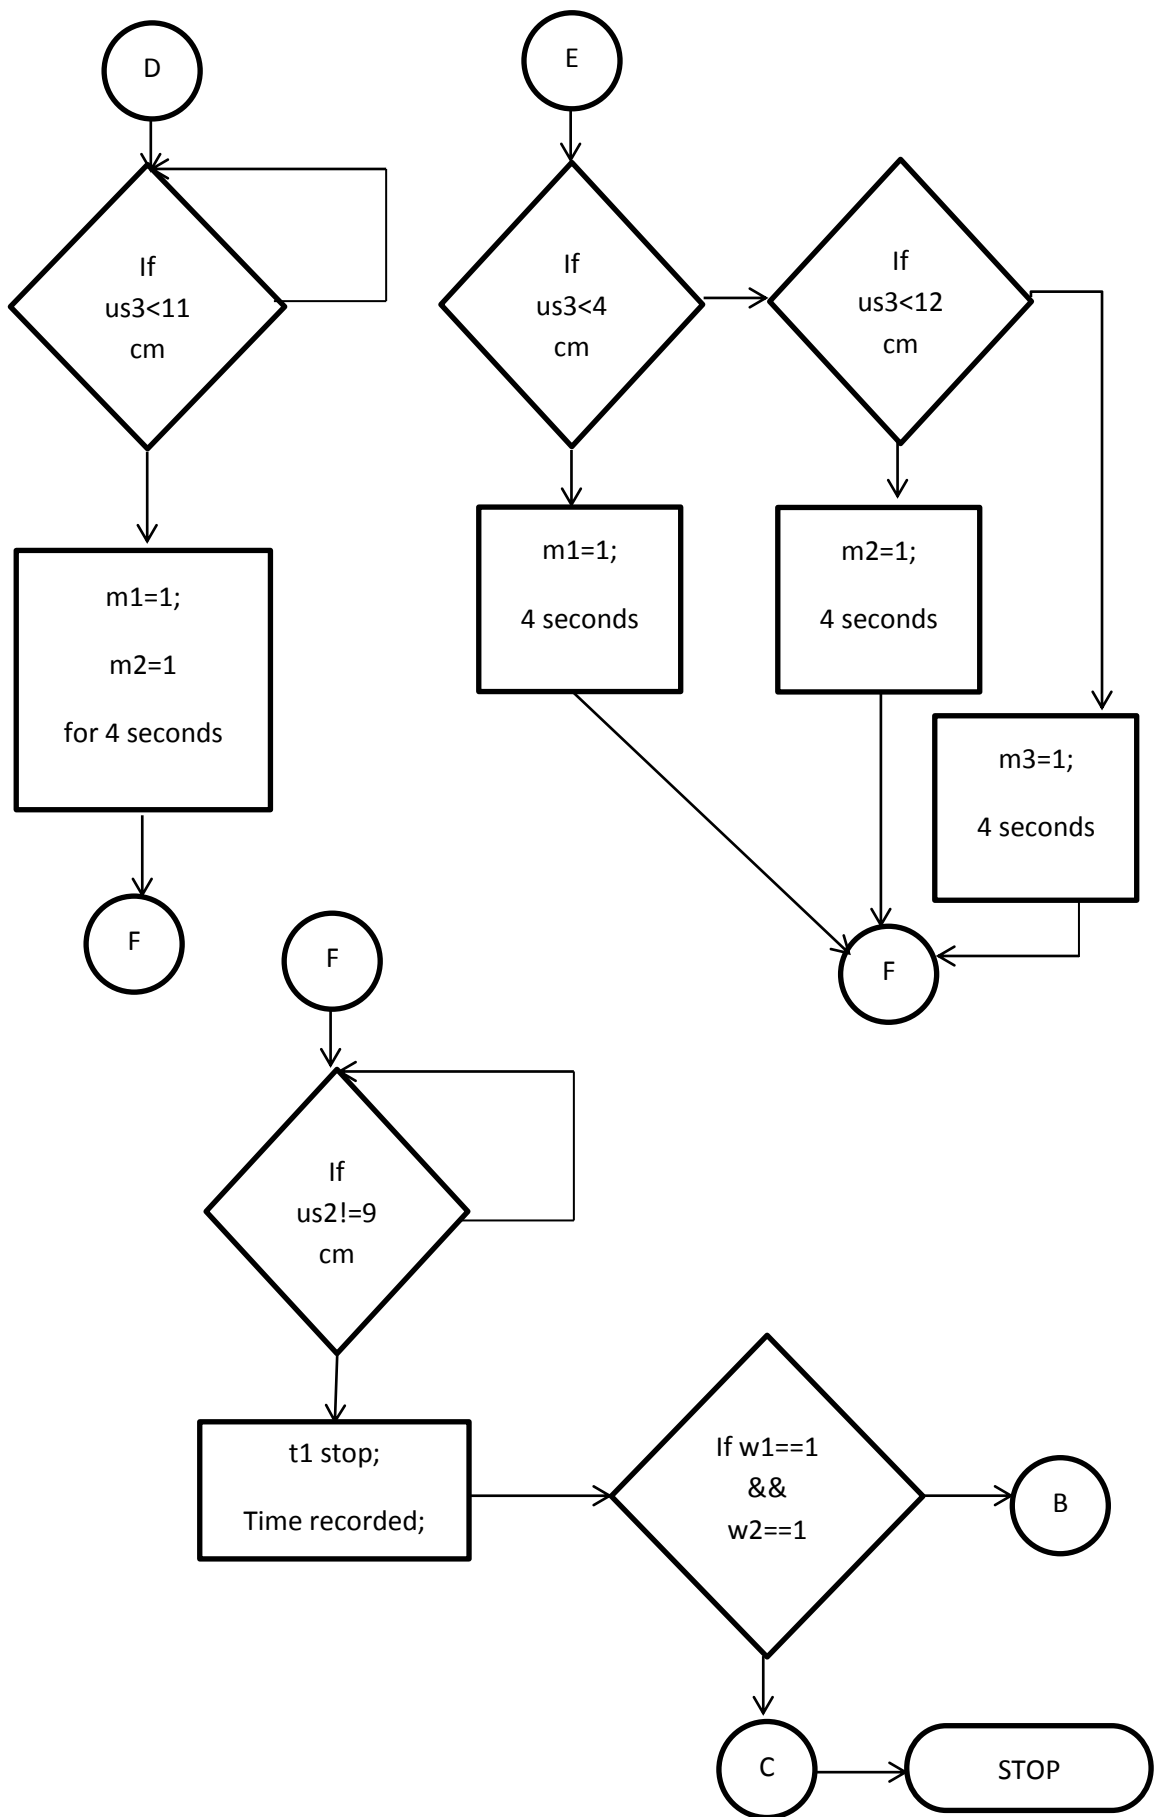 D
If
us3<11
cm
m1=1;
m2=1
for 4 seconds
F
E
If
us3<4
cm
If
us3<12
cm
m1=1;
4 seconds
m2=1;
4 seconds
m3=1;
4 seconds
F
F
If
us2!=9
cm
t1 stop;
Time recorded;
If w1==1
&&
w2==1
B
C
STOP